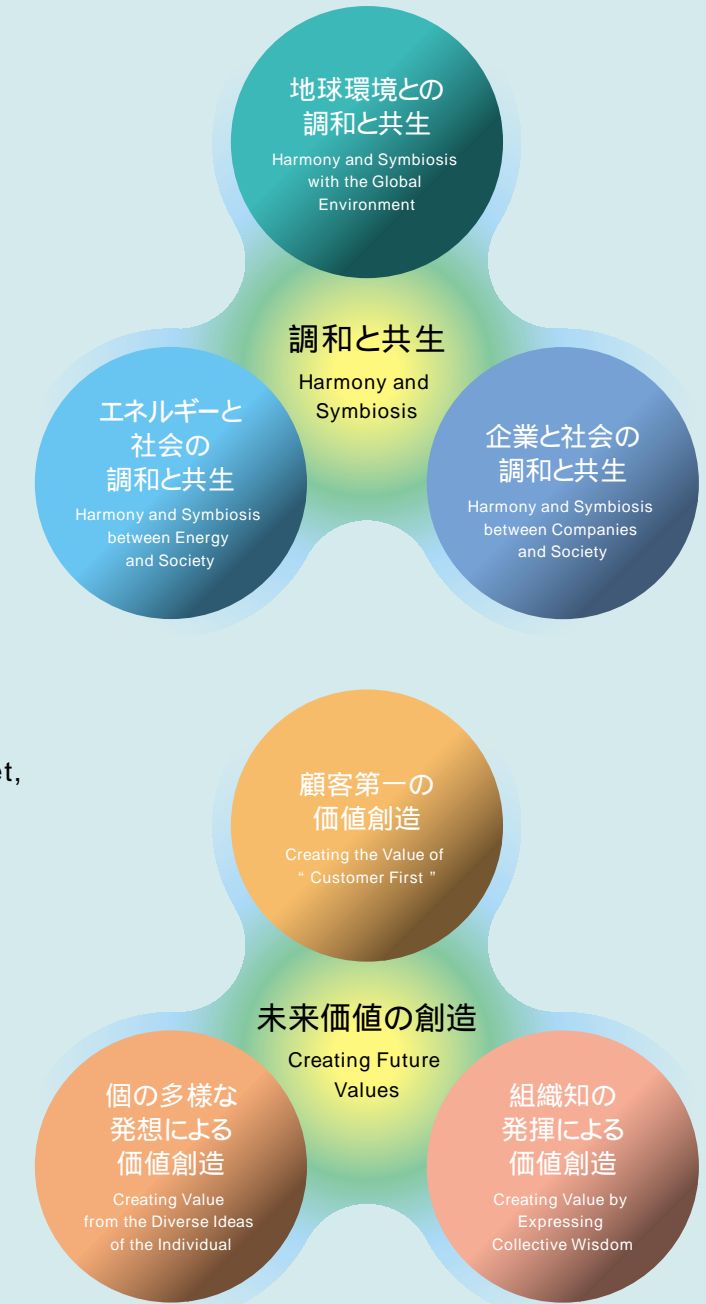 地球環境との
調和と共生
Harmony and Symbiosis
with the Global
Environment
調和と共生
Harmony and
Symbiosis
エネルギーと
社会の
調和と共生
Harmony and Symbiosis
between Energy
and Society
企業と社会の
調和と共生
Harmony and Symbiosis
between Companies
and Society
顧客第一の
価値創造
Creating the Value of
“ Customer First ”
未来価値の創造
Creating Future
Values
個の多様な
発想による
価値創造
Creating Value
from the Diverse Ideas
of the Individual
組織知の
発揮による
価値創造
Creating Value by
Expressing
Collective Wisdom